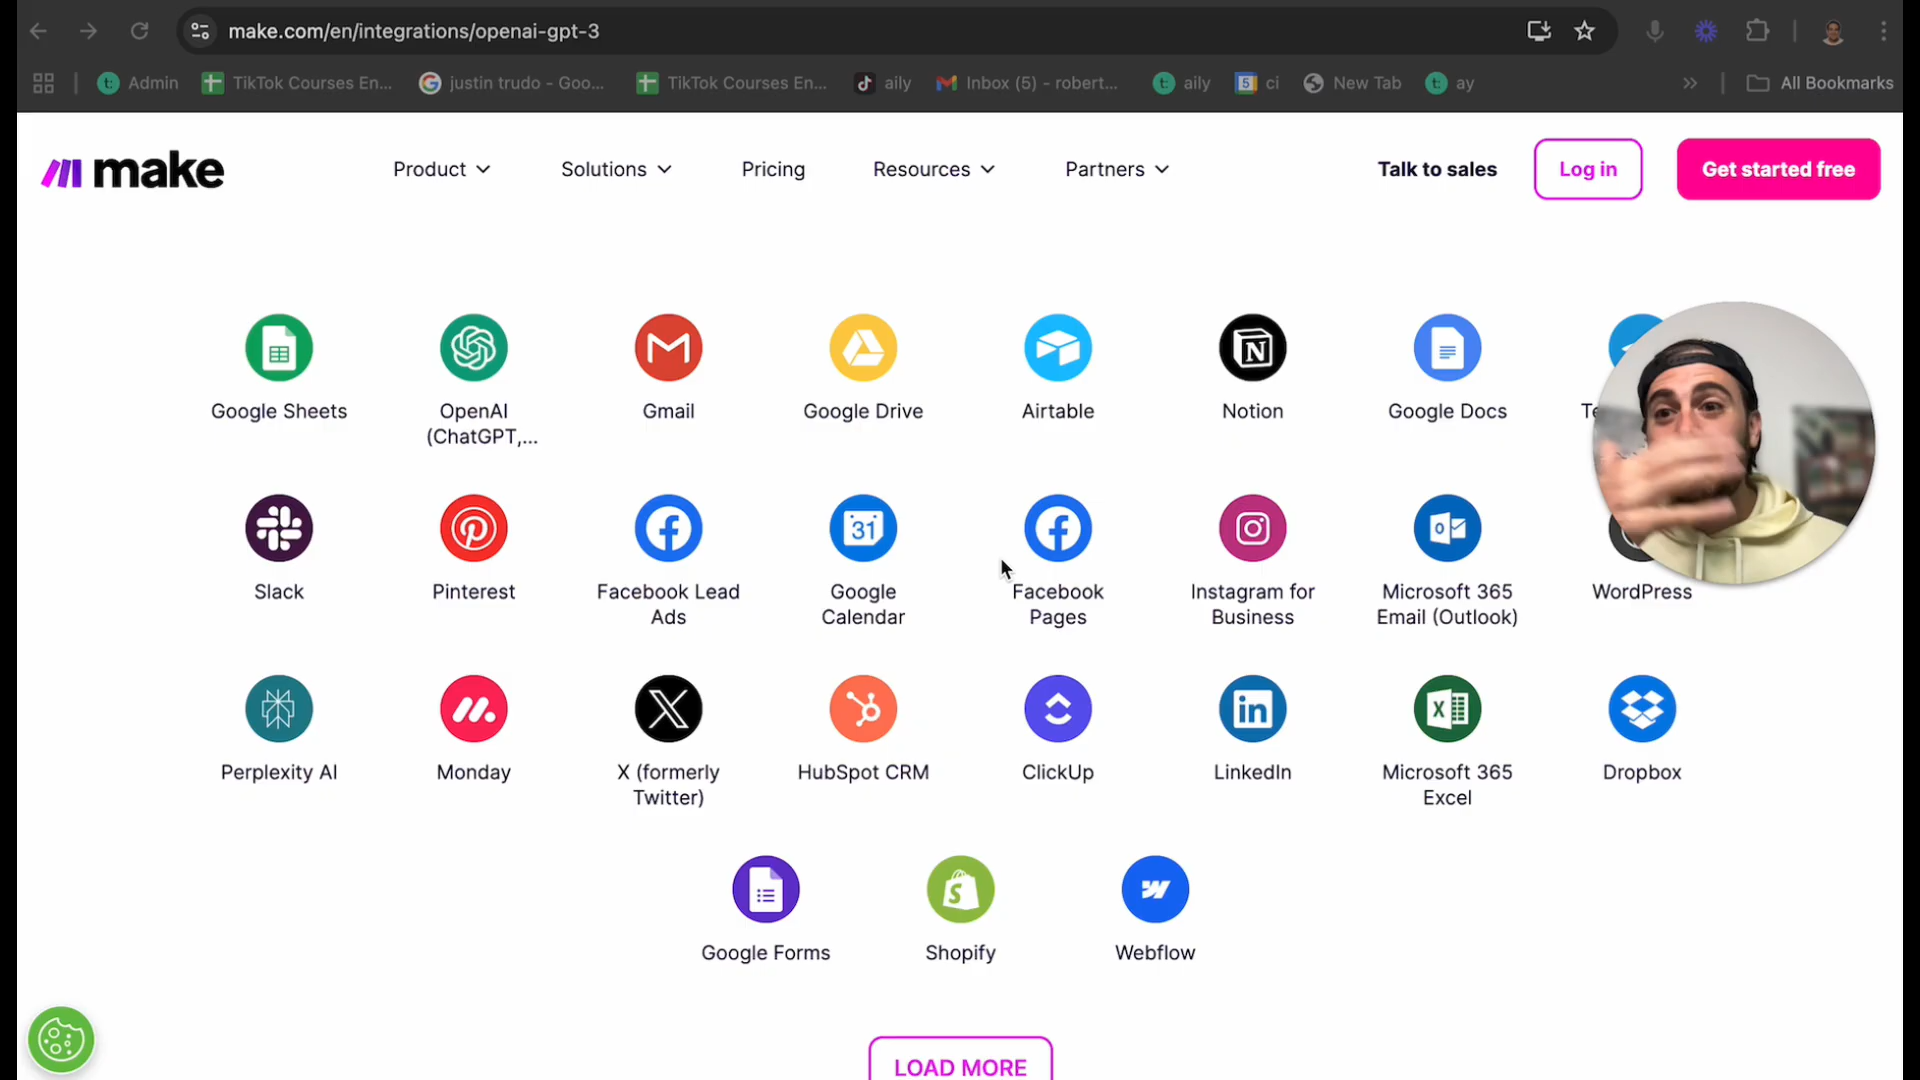 make.com/en/integrations/openai-gpt-3
Admin
TikTok Courses En...
justin trudo - Goo...
TikTok Courses En...
aily
Inbox (5) - robert...
aily
5
ci
New Tab
ay
All Bookmarks
make
Product
Solutions
Pricing
Resources
Partners
Talk to sales
Log in
Get started free
Google Sheets
OpenAI
(ChatGPT,...
Gmail
Google Drive
Airtable
Notion
Google Docs
Slack
Pinterest
Facebook Lead
Ads
31
Google
Calendar
Facebook
Pages
Instagram for
Business
Microsoft 365
Email (Outlook)
WordPress
Perplexity AI
Monday
X (formerly
Twitter)
HubSpot CRM
ClickUp
LinkedIn
Microsoft 365
Excel
Dropbox
Google Forms
Shopify
Webflow
LOAD MORE